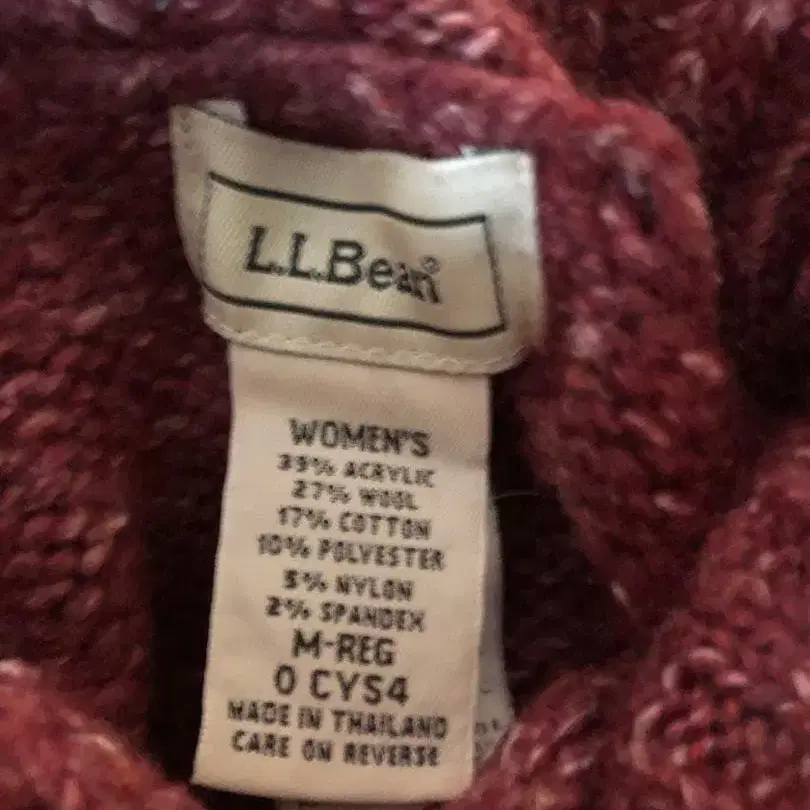 L.L.Bean®
WOMEN'S
39% ACRYLIC
27% WOOL
17% COTTON
10% POLYESTER
5% NYLON
2% SPANDEX
M-REG
0 CYS4
MADE IN THAILAND
CARE ON REVERSE